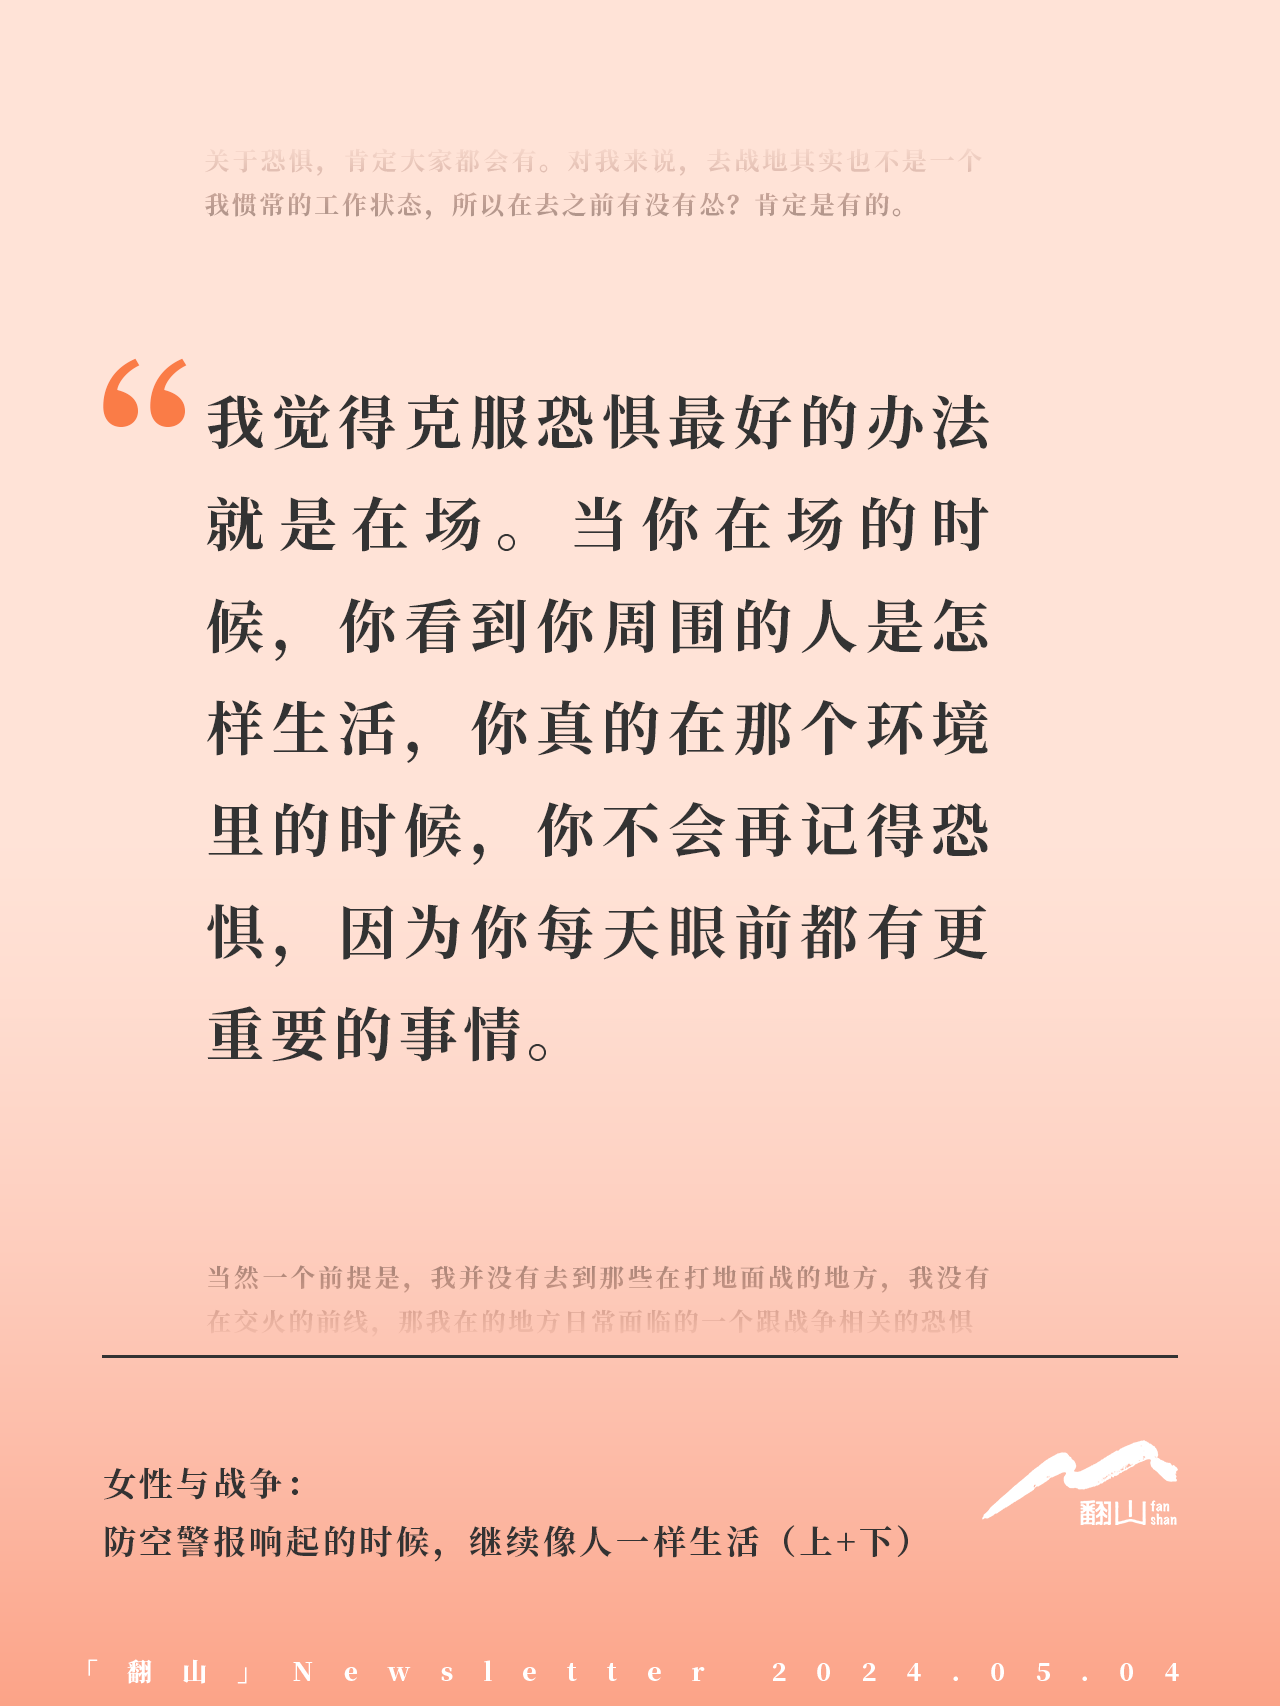 关于恐惧，肯定大家都会有。对我来说，去战地其实也不是一个
我惯常的工作状态，所以在去之前有没有怂？肯定是有的。
“我觉得克服恐惧最好的办法
就是在场。当你在场的时
候，你看到你周围的人是怎
样生活，你真的在那个环境
里的时候，你不会再记得恐
惧，因为你每天眼前都有更
重要的事情。
当然一个前提是，我并没有去到那些在打地面战的地方，我没有
在交火的前线，那我在的地方日常面临的一个跟战争相关的恐惧
女性与战争：
防空警报响起的时候，继续像人一样生活（上+下）
翻山 fan shan
「翻山」Newsletter 2024.05.04